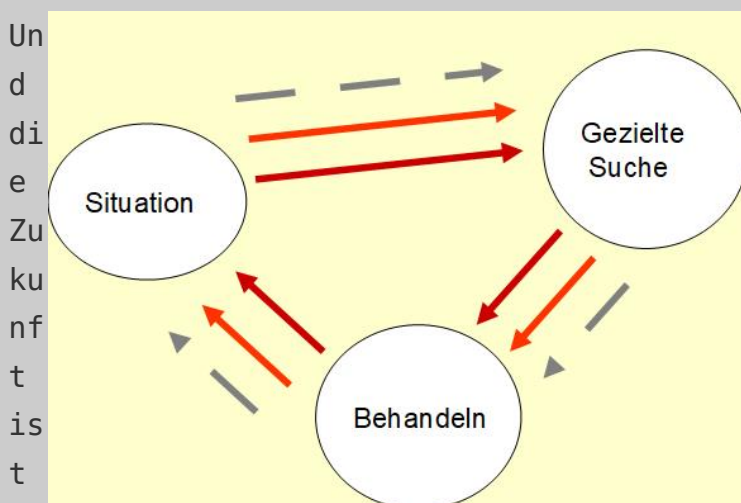 Un
d
di
e
Zu
ku
nf
t
is
t
Situation
Gezielte
Suche
Behandeln